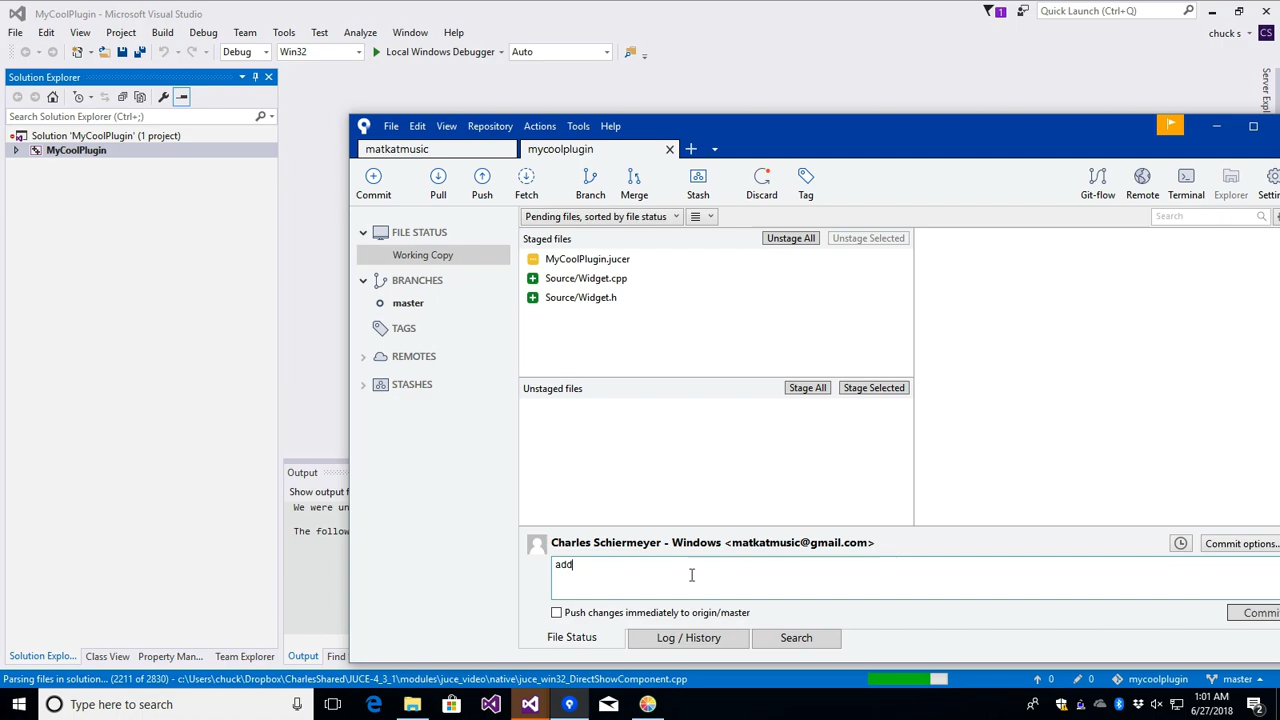 MyCoolPlugin - Microsoft Visual Studio
1
Quick Launch (Ctrl+Q)
File Edit View Project Build Debug Team Tools Test Analyze Window Help
chuck s
CS
Debug Win32 Local Windows Debugger Auto
Solution Explorer
Search Solution Explorer (Ctrl+;)
Solution 'MyCoolPlugin' (1 project)
MyCoolPlugin
Server Exp
File Edit View Repository Actions Tools Help
matkatmusic mycoolplugin
Commit Pull Push Fetch Branch Merge Stash Discard Tag Git-flow Remote Terminal Explorer Settin
Pending files, sorted by file status
Search
FILE STATUS
Working Copy
BRANCHES
master
TAGS
REMOTES
STASHES
Staged files Unstage All Unstage Selected
MyCoolPlugin.jucer
Source/Widget.cpp
Source/Widget.h
Unstaged files Stage All Stage Selected
Output
Show output f
We were un
The follow
Charles Schiermeyer - Windows <matkatmusic@gmail.com>
Commit options...
add
Push changes immediately to origin/master
Commi
File Status Log / History Search
Solution Explo... Class View Property Man... Team Explorer Output Find
Parsing files in solution... (2211 of 2830) - c:\Users\chuck\Dropbox\CharlesShared\JUCE-4_3_1\modules\juce_video\native\juce_win32_DirectShowComponent.cpp
0 0 mycoolplugin master
Type here to search
1:01 AM
6/27/2018
2